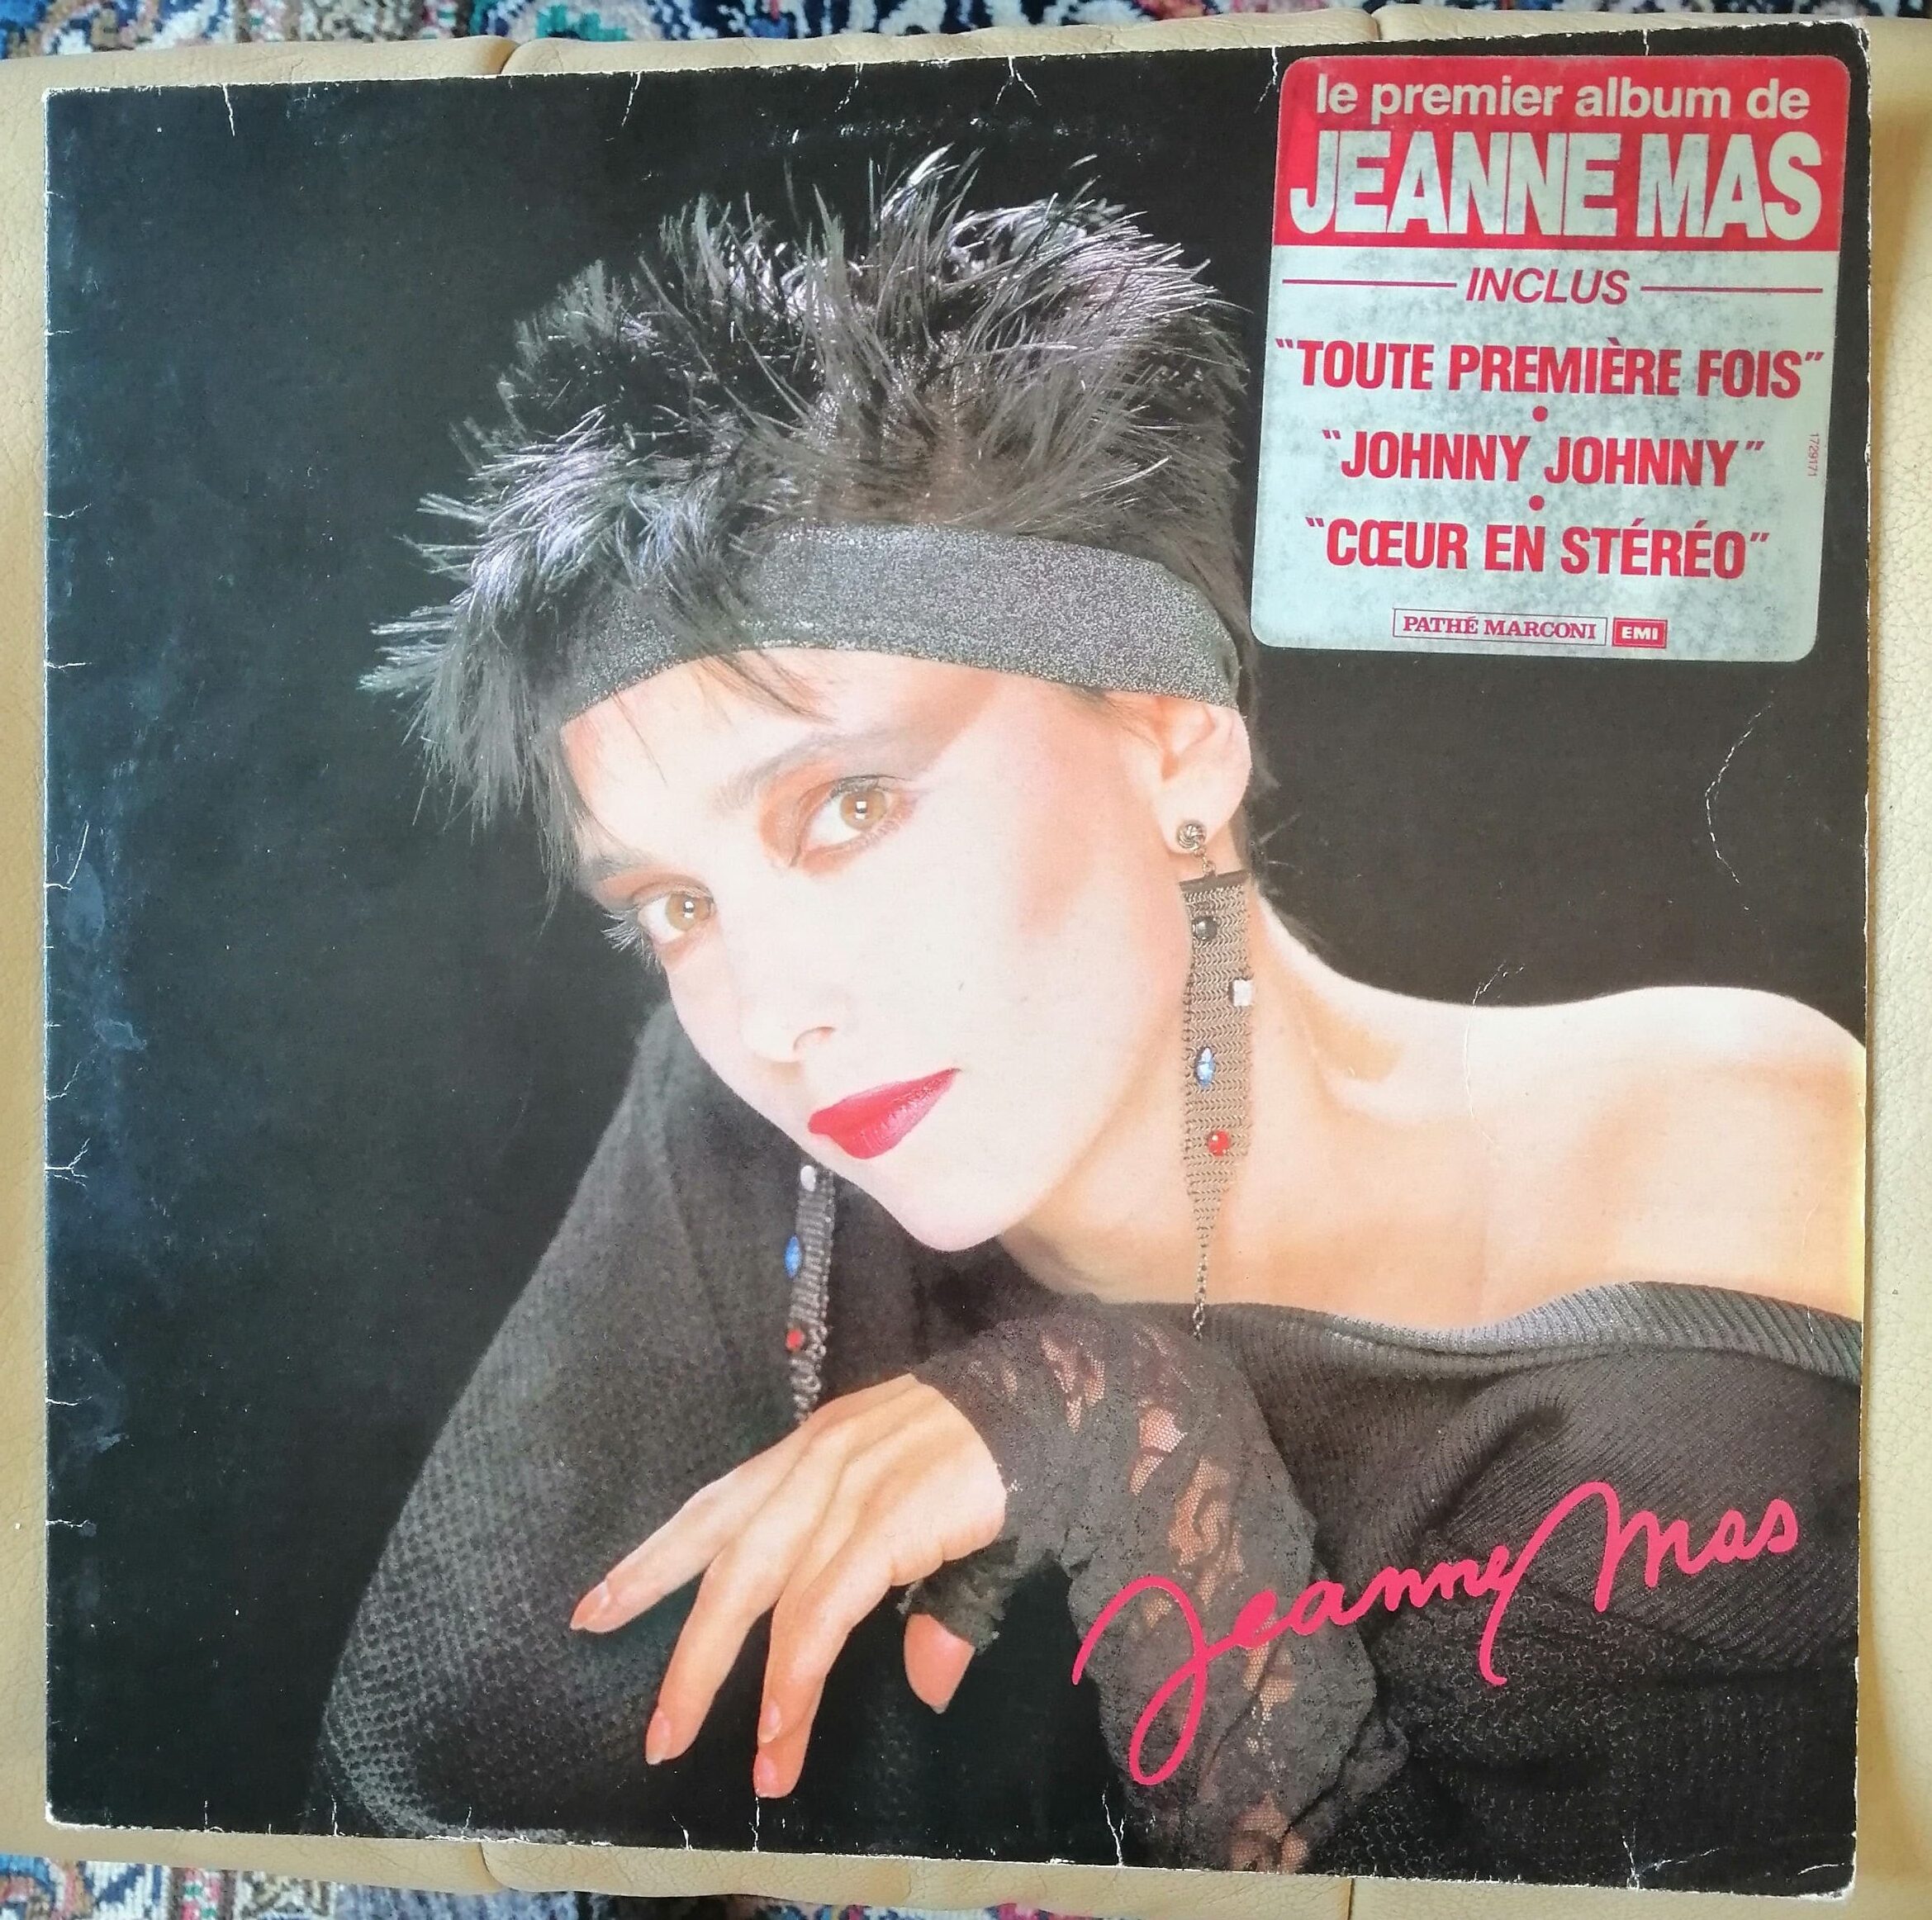 le premier album de
JEANNE MAS
INCLUS
"TOUTE PREMIÈRE FOIS"
•
"JOHNNY JOHNNY"
•
"CŒUR EN STÉRÉO"
1729171
PATHÉ MARCONI EMI
Jeanne Mas